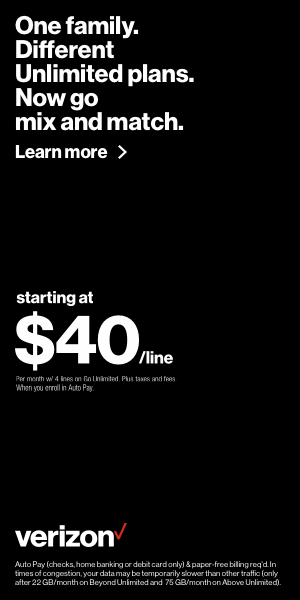 One family.
Different
Unlimited plans.
Now go
mix and match.
Learn more
starting at
$40/line
Per month w/ 4 lines on Go Unlimited. Plus taxes and fees.
When you enroll in Auto Pay.
verizon
Auto Pay (checks, home banking or debit card only) & paper-free billing req'd. In
times of congestion, your data may be temporarily slower than other traffic (only
after 22 GB/month on Beyond Unlimited and 75 GB/month on Above Unlimited).